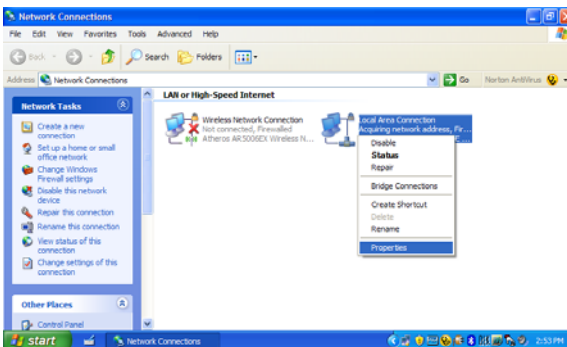 Network Connections
File Edit View Favorites Tools Advanced Help
Back Search Folders
Address Network Connections Go Norton AntiVirus
Network Tasks
Create a new
connection
Set up a home or small
office network
Change Windows
Firewall settings
Disable this network
device
Repair this connection
Rename this connection
View status of this
connection
Change settings of this
connection
Other Places
Control Panel
LAN or High-Speed Internet
Wireless Network Connection
Not connected, Firewalled
Atheros AR5006EX Wireless N...
Local Area Connection
Acquiring network address, Fir...
Disable
Status
Repair
Bridge Connections
Create Shortcut
Delete
Rename
Properties
start Network Connections 2:53 PM